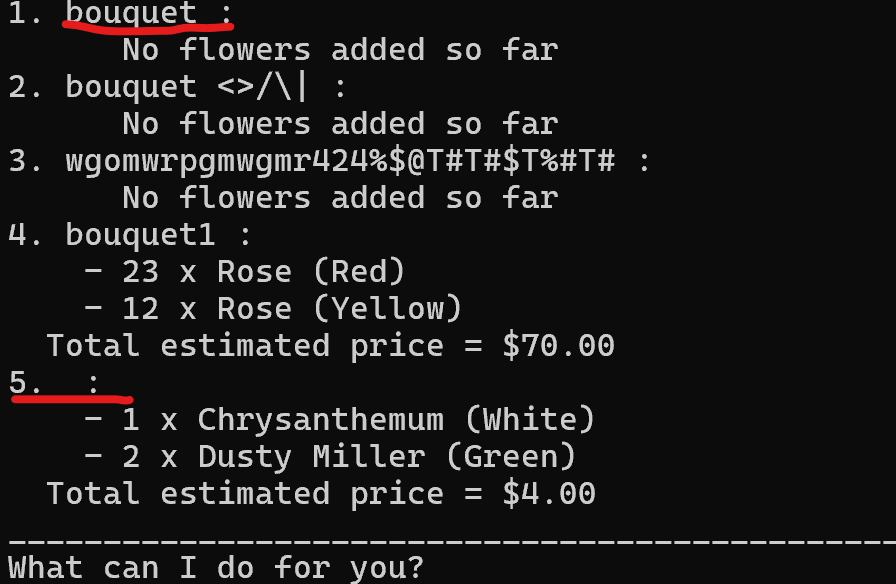 1. bouquet :
No flowers added so far
2. bouquet <>/\| :
No flowers added so far
3. wgomwrpgmwgmr424%$@T#T#$T%#T# :
No flowers added so far
4. bouquet1 :
- 23 x Rose (Red)
- 12 x Rose (Yellow)
Total estimated price = $70.00
5.  :
- 1 x Chrysanthemum (White)
- 2 x Dusty Miller (Green)
Total estimated price = $4.00
_______________________________________________
What can I do for you?